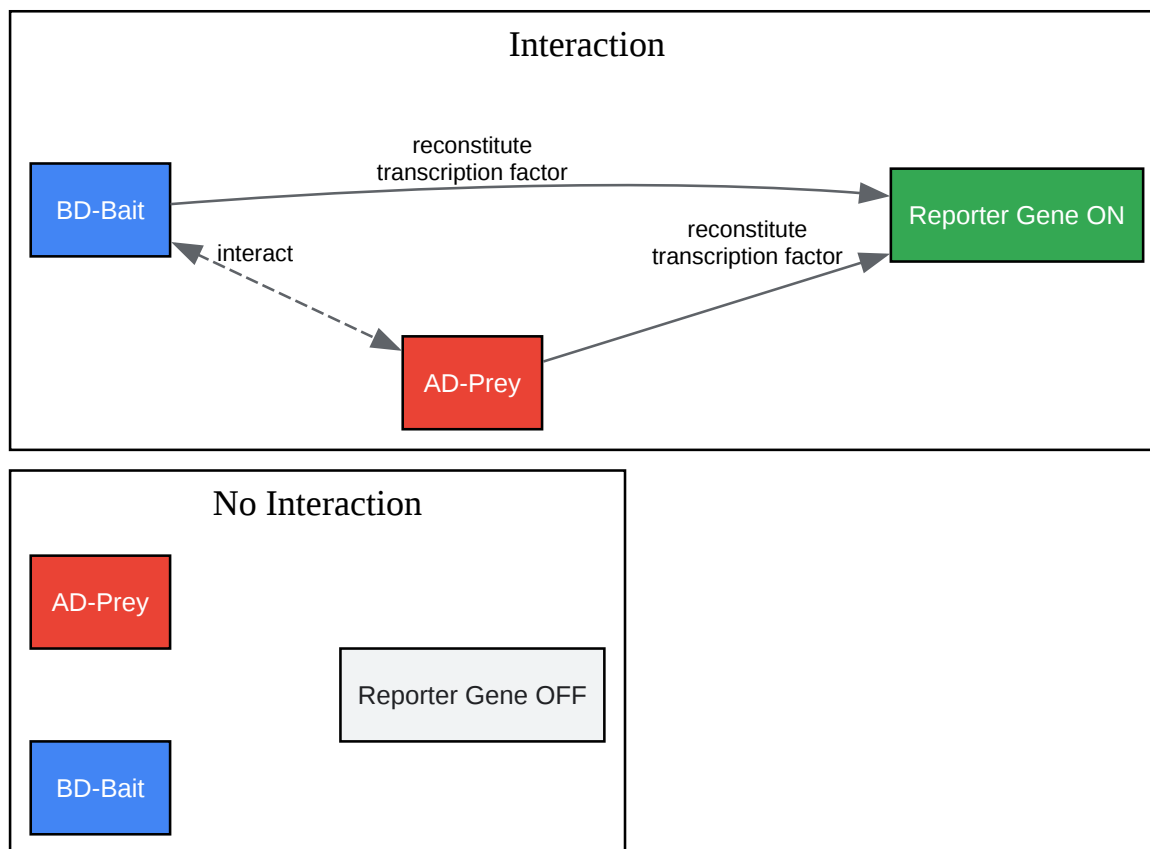 Interaction
reconstitute
transcription factor
BD-Bait
Reporter Gene ON
reconstitute
transcription factor
interact
AD-Prey
No Interaction
AD-Prey
Reporter Gene OFF
BD-Bait